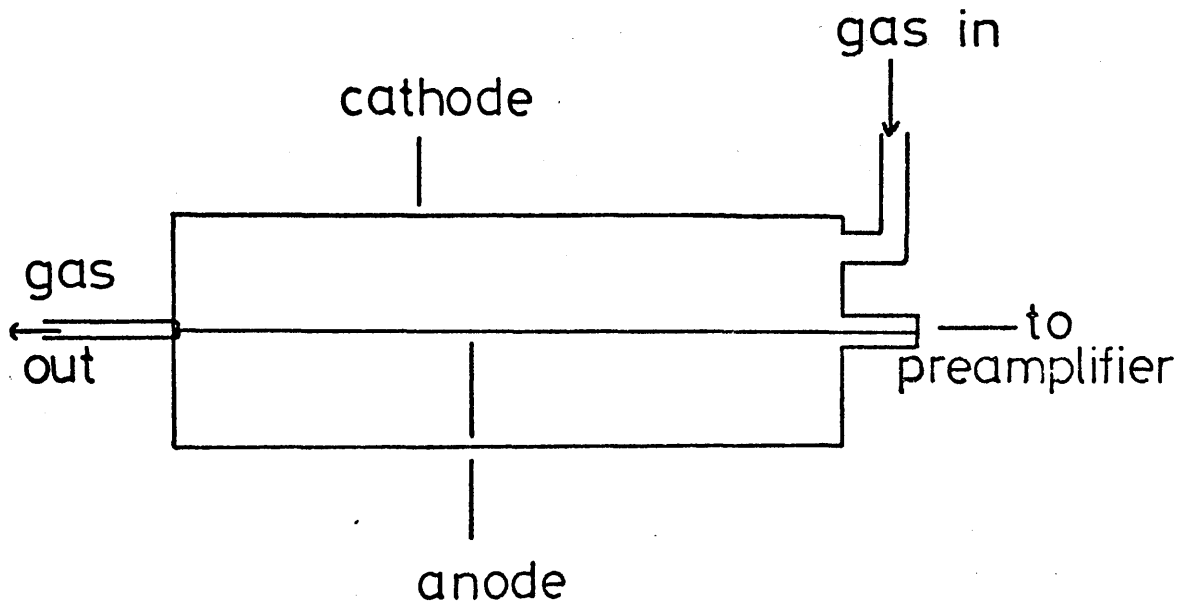 gas in
cathode
gas
out
to
preamplifier
anode